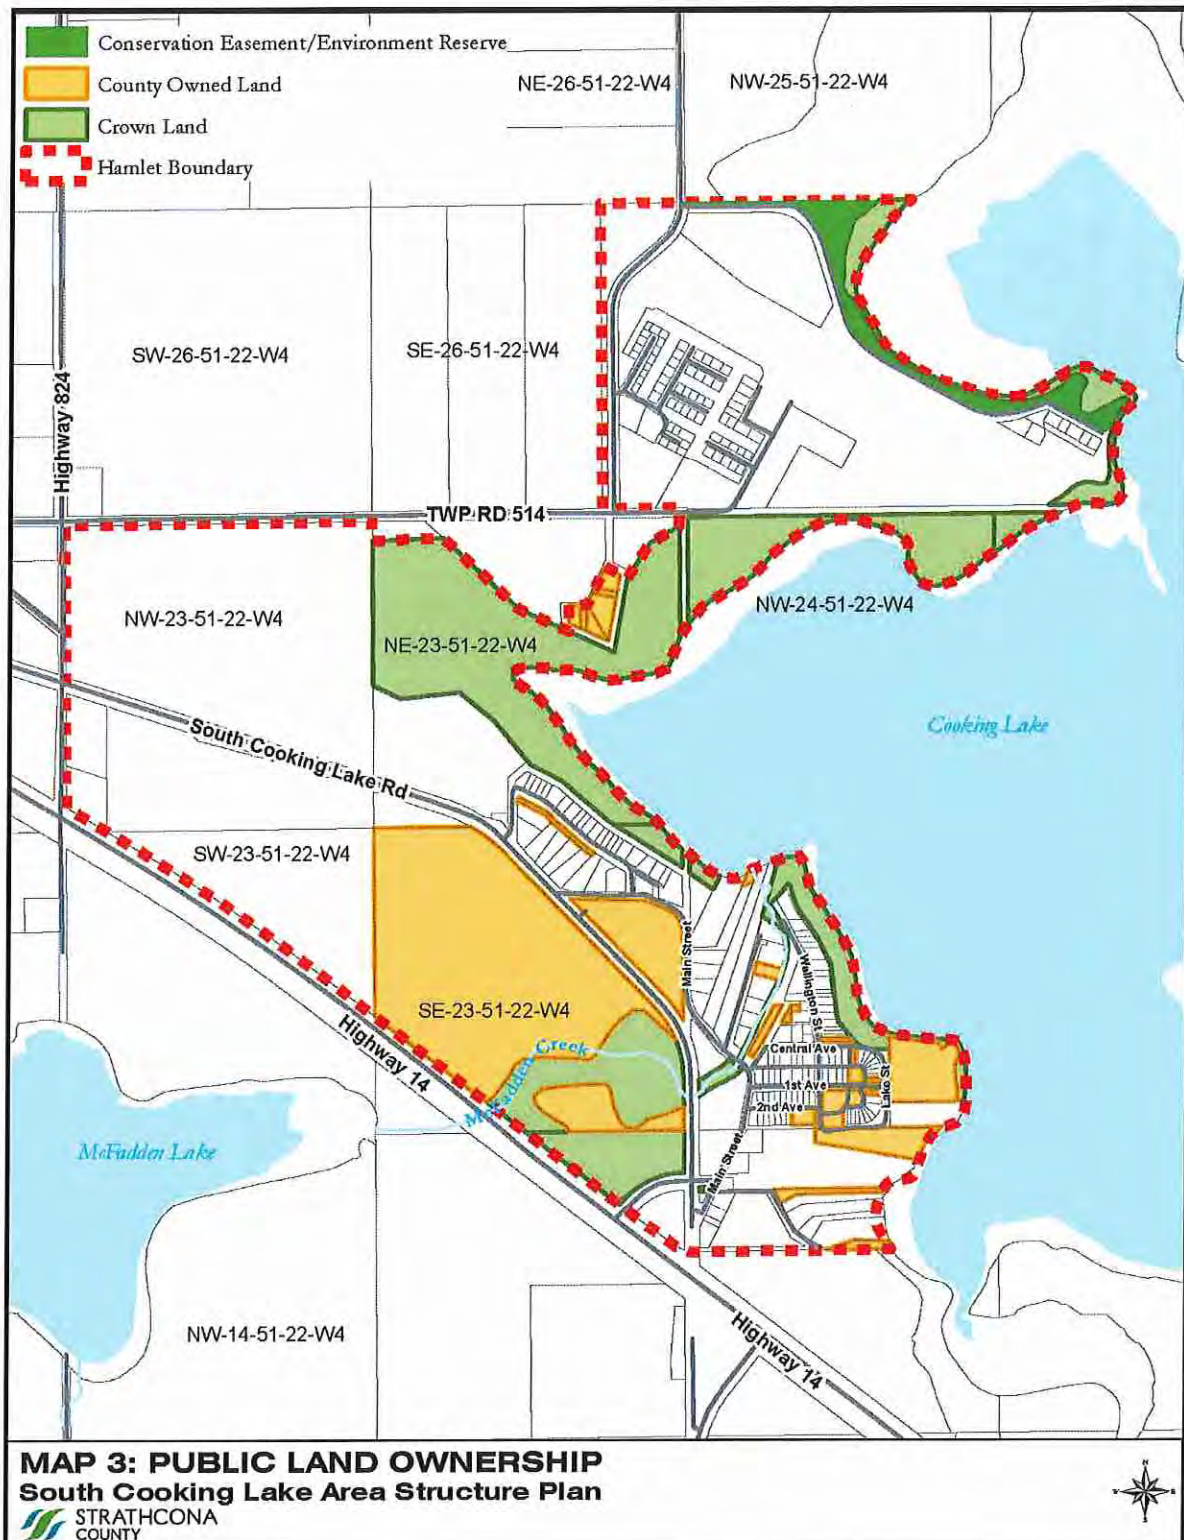 Conservation Easement/Environment Reserve
County Owned Land
Crown Land
Hamlet Boundary
NE-26-51-22-W4
NW-25-51-22-W4
SW-26-51-22-W4
SE-26-51-22-W4
Highway 824
TWP RD 514
NW-23-51-22-W4
NE-23-51-22-W4
NW-24-51-22-W4
South Cooking Lake Rd
Cooking Lake
SW-23-51-22-W4
Main Street
Wellington St
SE-23-51-22-W4
Highway 14
McFadden Creek
Central Ave
1st Ave
Lake St
2nd Ave
Main Street
McFadden Lake
NW-14-51-22-W4
Highway 14
MAP 3: PUBLIC LAND OWNERSHIP
South Cooking Lake Area Structure Plan
STRATHCONA
COUNTY
N
W
E
S